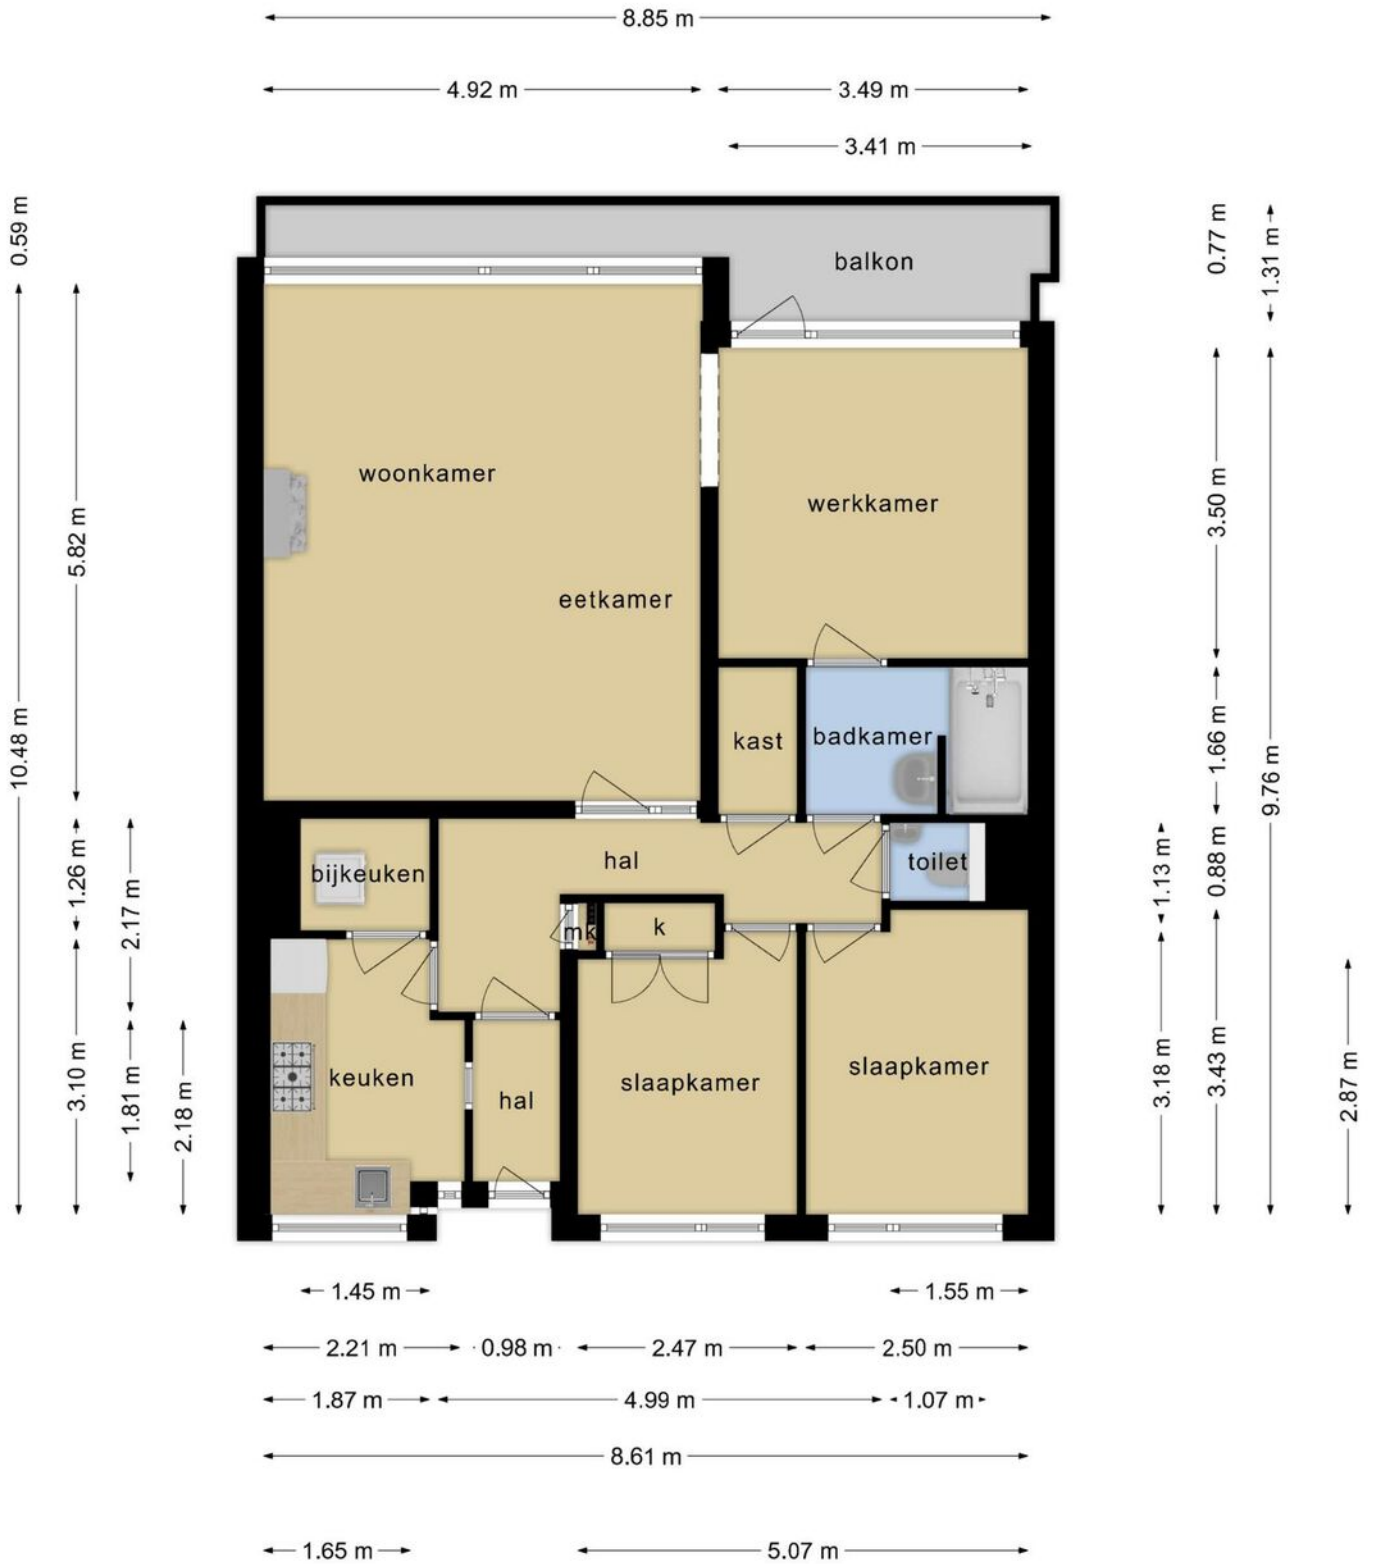 8.85 m
4.92 m
3.49 m
3.41 m
0.59 m
0.77 m
1.31 m
balkon
woonkamer
werkkamer
5.82 m
3.50 m
eetkamer
10.48 m
kast
badkamer
1.66 m
9.76 m
bijkeuken
hal
toilet
1.26 m
2.17 m
1.13 m
0.88 m
mk
k
keuken
hal
slaapkamer
slaapkamer
3.10 m
1.81 m
2.18 m
3.18 m
3.43 m
2.87 m
1.45 m
1.55 m
2.21 m
0.98 m
2.47 m
2.50 m
1.87 m
4.99 m
1.07 m
8.61 m
1.65 m
5.07 m